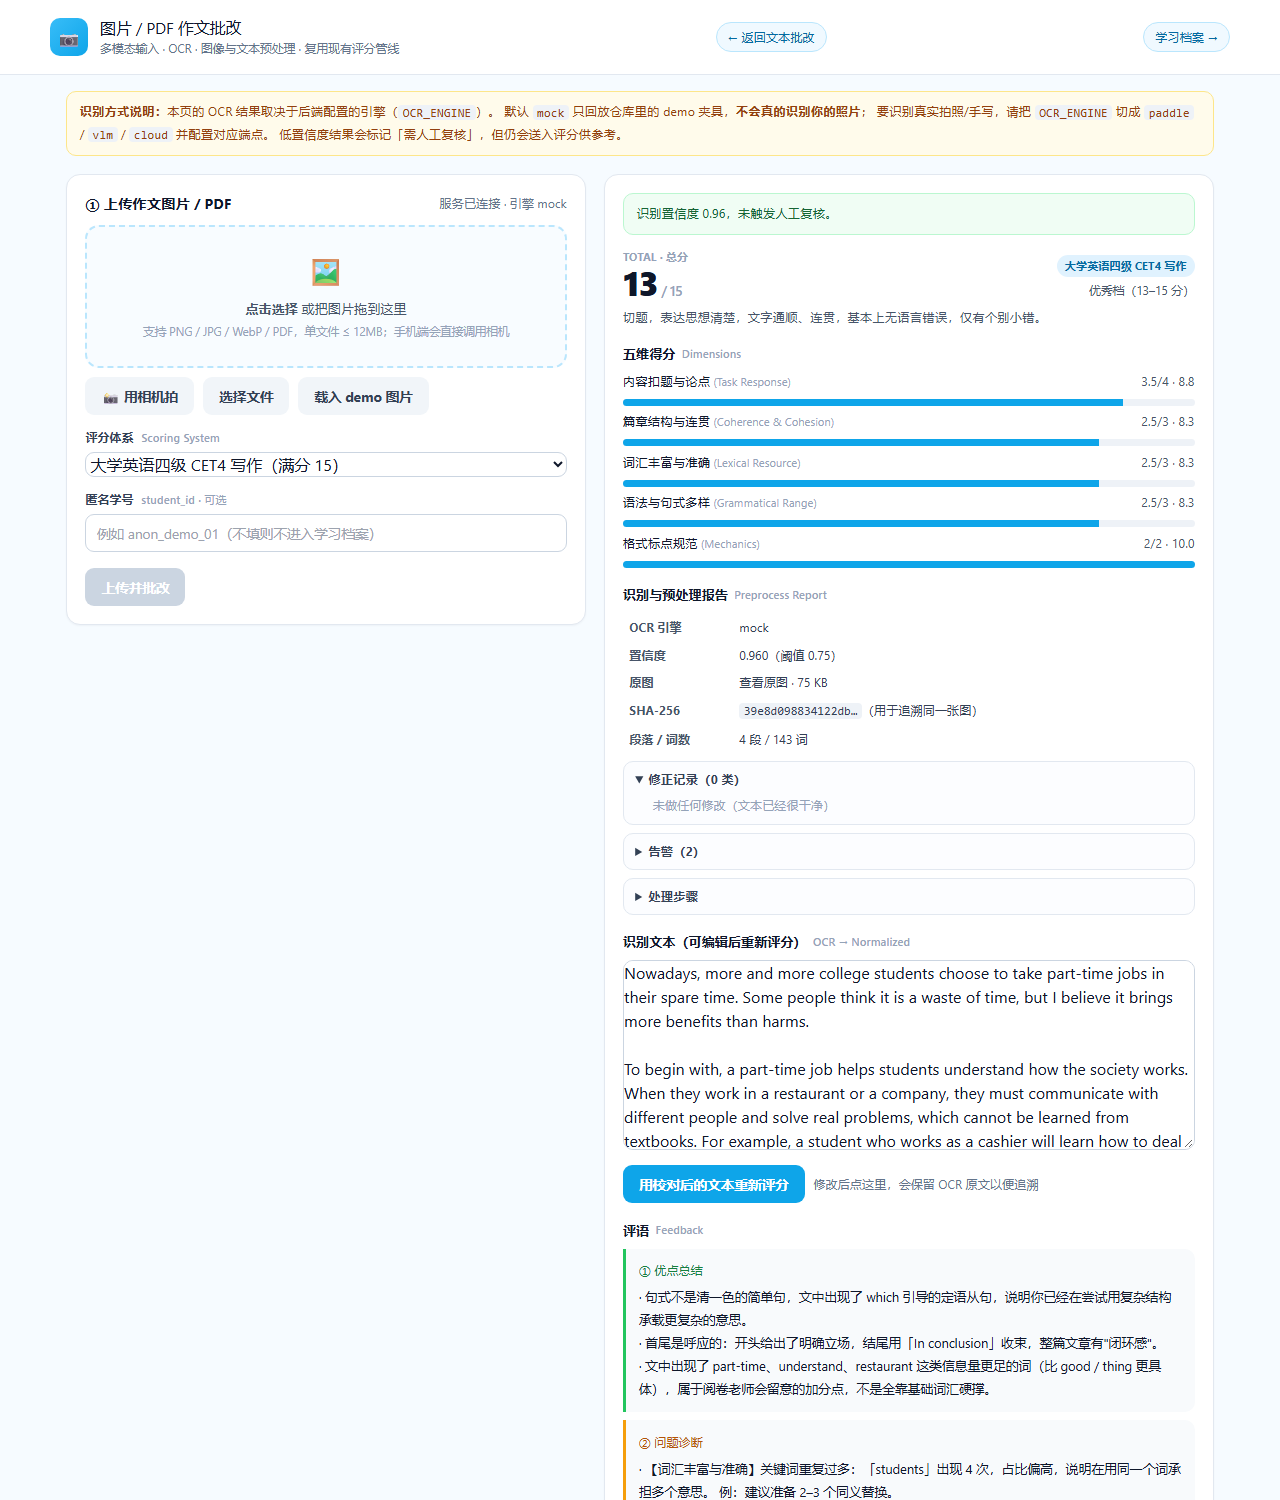 图片 / PDF 作文批改
多模态输入 · OCR · 图像与文本预处理 · 复用现有评分管线
← 返回文本批改
学习档案 →
识别方式说明：本页的 OCR 结果取决于后端配置的引擎（ OCR_ENGINE ）。 默认 mock 只回放仓库里的 demo 夹具，不会真的识别你的照片； 要识别真实拍照/手写，请把 OCR_ENGINE 切成 paddle
/ vlm / cloud 并配置对应端点。 低置信度结果会标记「需人工复核」，但仍会送入评分供参考。
① 上传作文图片 / PDF
服务已连接 · 引擎 mock
点击选择 或把图片拖到这里
支持 PNG / JPG / WebP / PDF，单文件 ≤ 12MB；手机端会直接调用相机
用相机拍
选择文件
载入 demo 图片
评分体系 Scoring System
大学英语四级 CET4 写作（满分 15）
匿名学号 student_id · 可选
例如 anon_demo_01（不填则不进入学习档案）
上传并批改
识别置信度 0.96，未触发人工复核。
TOTAL · 总分
13 / 15
大学英语四级 CET4 写作
优秀档（13–15 分）
切题，表达思想清楚，文字通顺、连贯，基本上无语言错误，仅有个别小错。
五维得分 Dimensions
内容扣题与论点 (Task Response) 3.5/4 · 8.8
篇章结构与连贯 (Coherence & Cohesion) 2.5/3 · 8.3
词汇丰富与准确 (Lexical Resource) 2.5/3 · 8.3
语法与句式多样 (Grammatical Range) 2.5/3 · 8.3
格式标点规范 (Mechanics) 2/2 · 10.0
识别与预处理报告 Preprocess Report
OCR 引擎 mock
置信度 0.960（阈值 0.75）
原图 查看原图 · 75 KB
SHA-256 39e8d098834122db… （用于追溯同一张图）
段落 / 词数 4 段 / 143 词
▼ 修正记录（0 类）
未做任何修改（文本已经很干净）
▶ 告警（2）
▶ 处理步骤
识别文本（可编辑后重新评分） OCR → Normalized
Nowadays, more and more college students choose to take part-time jobs in
their spare time. Some people think it is a waste of time, but I believe it brings
more benefits than harms.
To begin with, a part-time job helps students understand how the society works.
When they work in a restaurant or a company, they must communicate with
different people and solve real problems, which cannot be learned from
textbooks. For example, a student who works as a cashier will learn how to deal
用校对后的文本重新评分
修改后点这里，会保留 OCR 原文以便追溯
评语 Feedback
① 优点总结
· 句式不是清一色的简单句，文中出现了 which 引导的定语从句，说明你已经在尝试用复杂结构
承载更复杂的意思。
· 首尾是呼应的：开头给出了明确立场，结尾用「In conclusion」收束，整篇文章有"闭环感"。
· 文中出现了 part-time、understand、restaurant 这类信息量更足的词（比 good / thing 更具
体），属于阅卷老师会留意的加分点，不是全靠基础词汇硬撑。
② 问题诊断
· 【词汇丰富与准确】关键词重复过多：「students」出现 4 次，占比偏高，说明在用同一个词承
担多个意思。 例：建议准备 2–3 个同义替换。